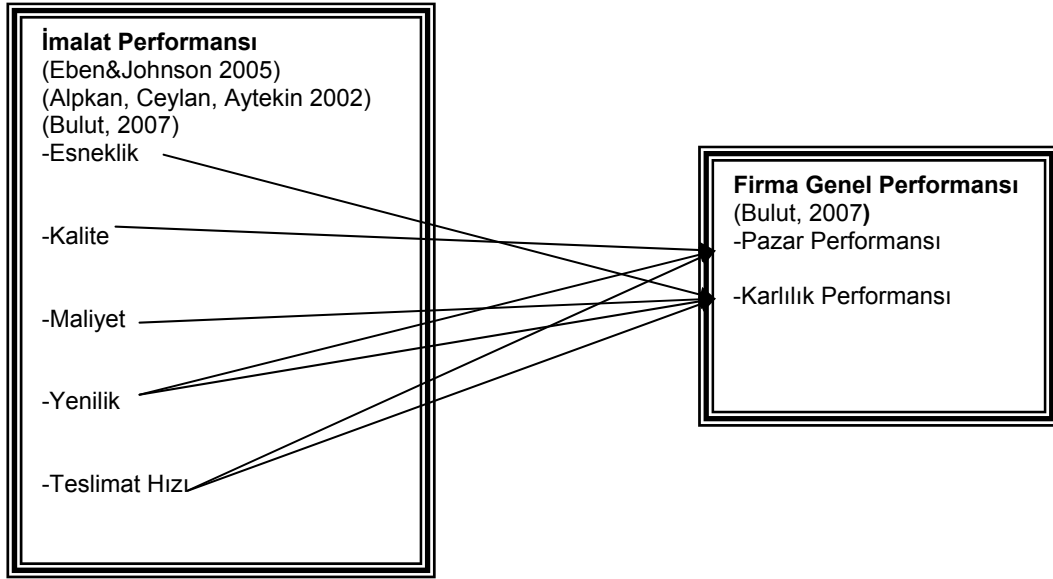 İmalat Performansı
(Eben&Johnson 2005)
(Alpkan, Ceylan, Aytekin 2002)
(Bulut, 2007)
-Esneklik
-Kalite
-Maliyet
-Yenilik
-Teslimat Hızı
Firma Genel Performansı
(Bulut, 2007)
-Pazar Performansı
-Karlılık Performansı